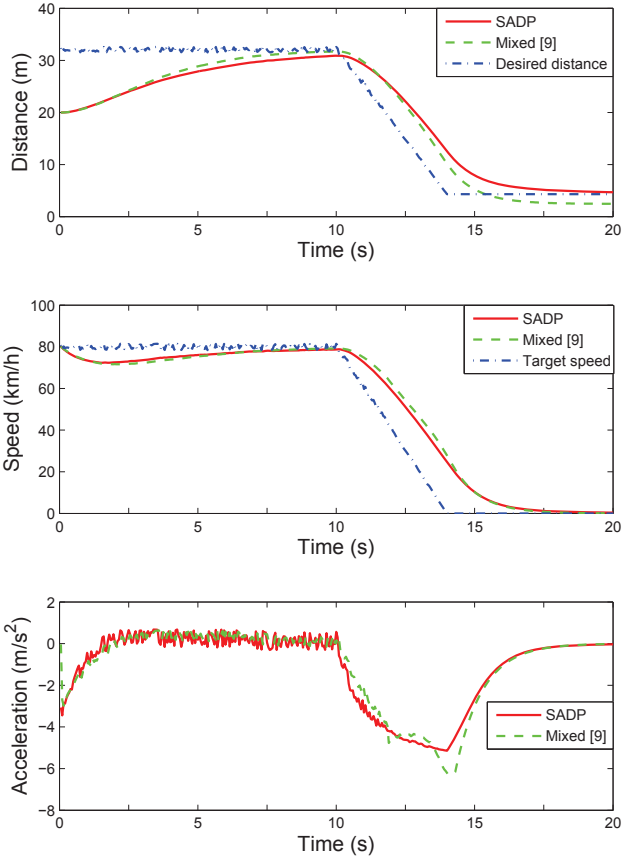 40
30
20
10
0
Distance (m)
SADP
Mixed [9]
Desired distance
0 5 10 15 20
Time (s)
100
80
60
40
20
0
Speed (km/h)
SADP
Mixed [9]
Target speed
0 5 10 15 20
Time (s)
2
0
−2
−4
−6
−8
Acceleration (m/s²)
SADP
Mixed [9]
0 5 10 15 20
Time (s)